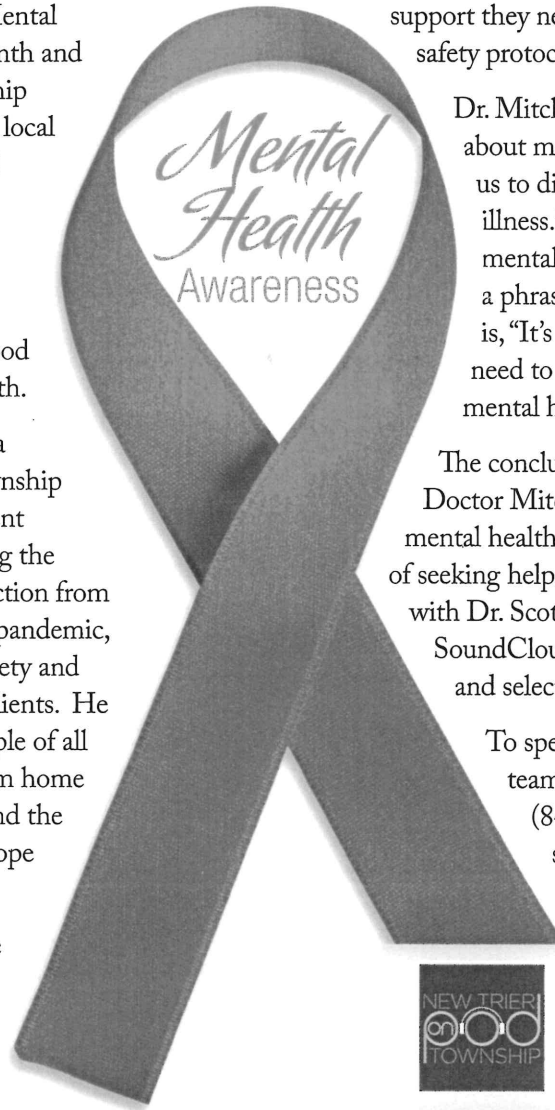 ental
nth and
hip
local
od
th.
a
nship
nt
g the
ction from
pandemic,
ety and
ients. He
ple of all
m home
nd the
ope
Mental
Health
Awareness
support they ne
safety protoc
Dr. Mitch
about m
us to di
illness.
mental
a phras
is, “It’s
need to
mental h
The conclu
Doctor Mit
mental health
of seeking help
with Dr. Scot
SoundClou
and selec
To spe
team
(8
s
NEW TRIER
on pod
TOWNSHIP